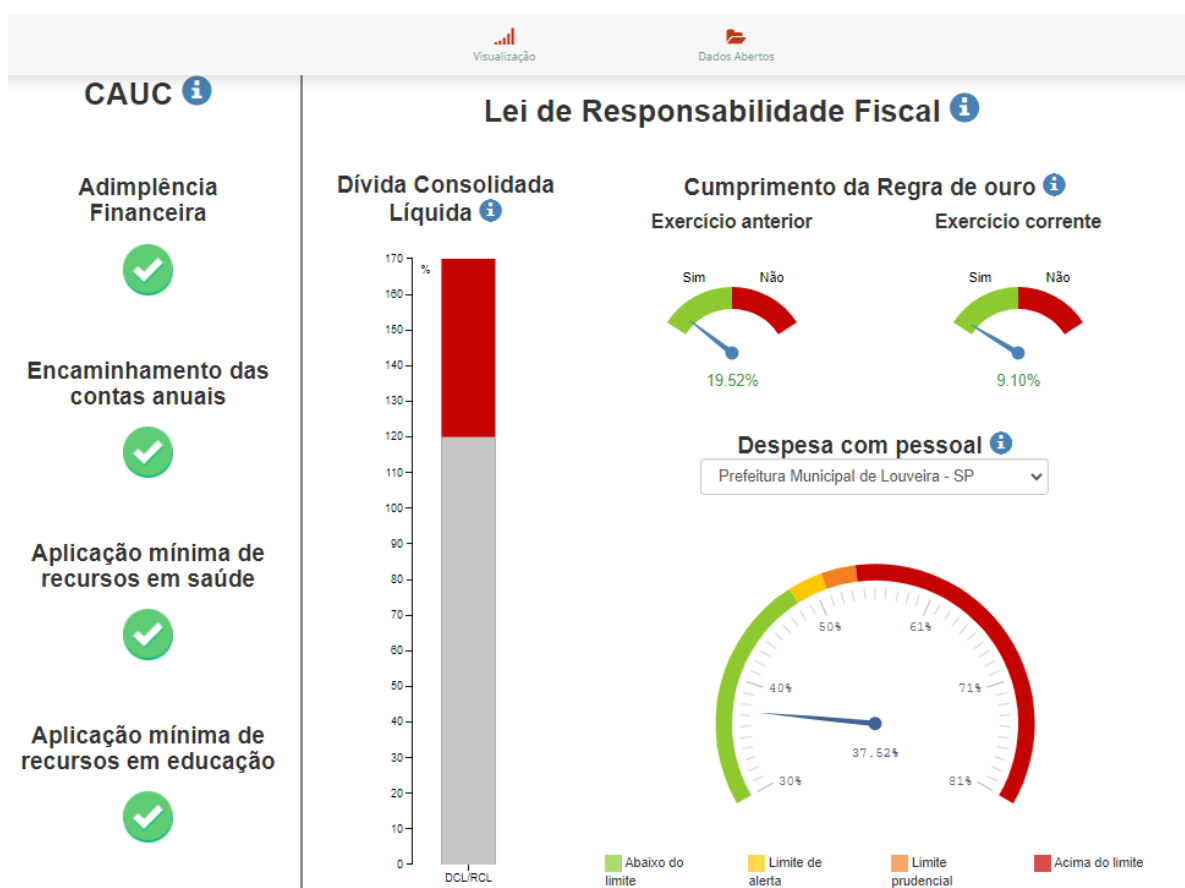 Visualização
Dados Abertos
CAUC
Adimplência
Financeira
Encaminhamento das
contas anuais
Aplicação mínima de
recursos em saúde
Aplicação mínima de
recursos em educação
Lei de Responsabilidade Fiscal
Dívida Consolidada
Líquida
170
%
160
150
140
130
120
110
100
90
80
70
60
50
40
30
20
10
0
DCL/RCL
Cumprimento da Regra de ouro
Exercício anterior
Sim Não
19.52%
Exercício corrente
Sim Não
9.10%
Despesa com pessoal
Prefeitura Municipal de Louveira - SP
50% 61%
40% 71%
37.52%
30% 81%
Abaixo do
limite
Limite de
alerta
Limite
prudencial
Acima do limite